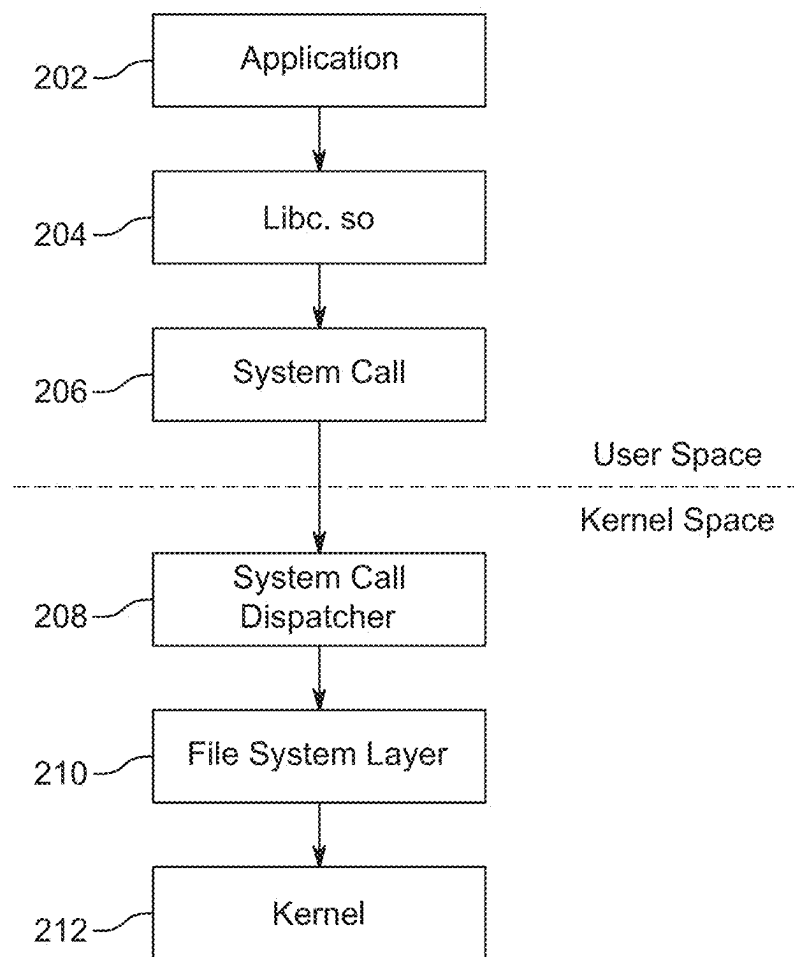 Application
202
Libc. so
204
System Call
206
User Space
Kernel Space
System Call
Dispatcher
208
File System Layer
210
Kernel
212